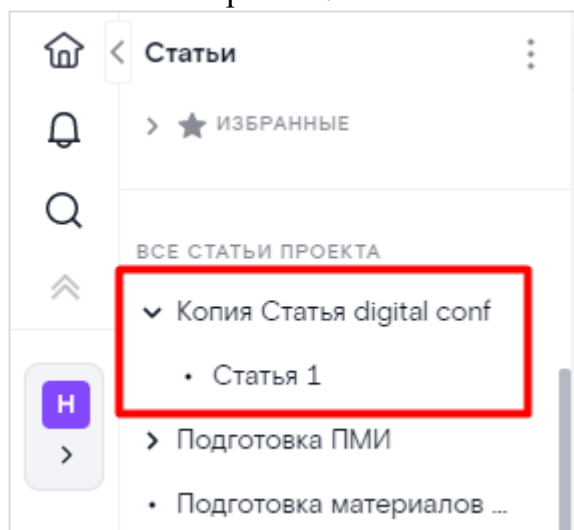 Статьи
ИЗБРАННЫЕ
ВСЕ СТАТЬИ ПРОЕКТА
Копия Статья digital conf
• Статья 1
Н
Подготовка ПМИ
• Подготовка материалов ...